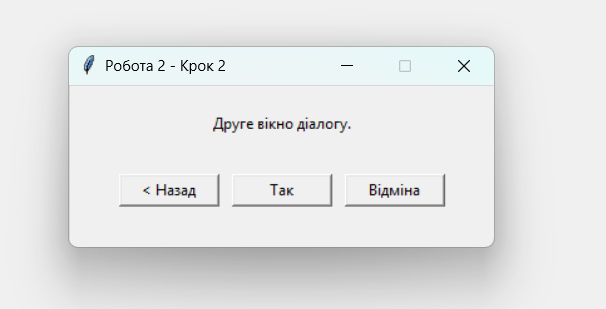 Робота 2 - Крок 2
Друге вікно діалогу.
< Назад Так Відміна